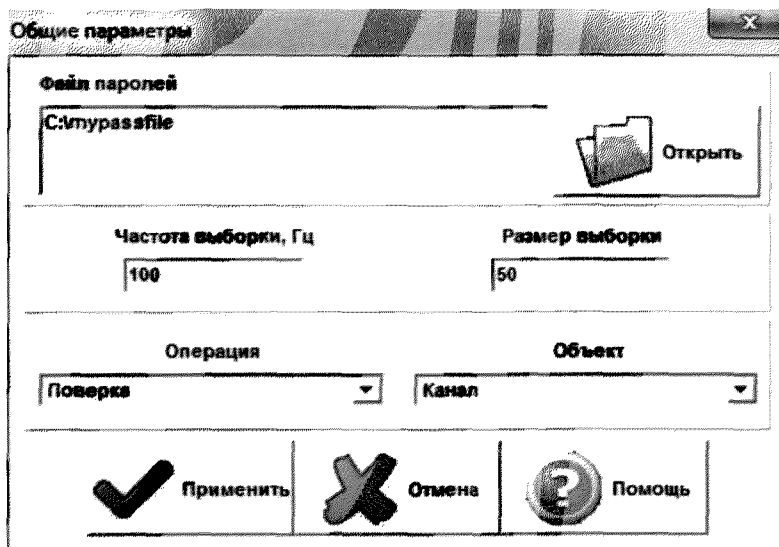 Общие параметры
Файл паролей
C:\mypassfile
Открыть
Частота выборки, Гц
Размер выборки
100
50
Операция
Объект
Поверка
Канал
Применить
Отмена
Помощь